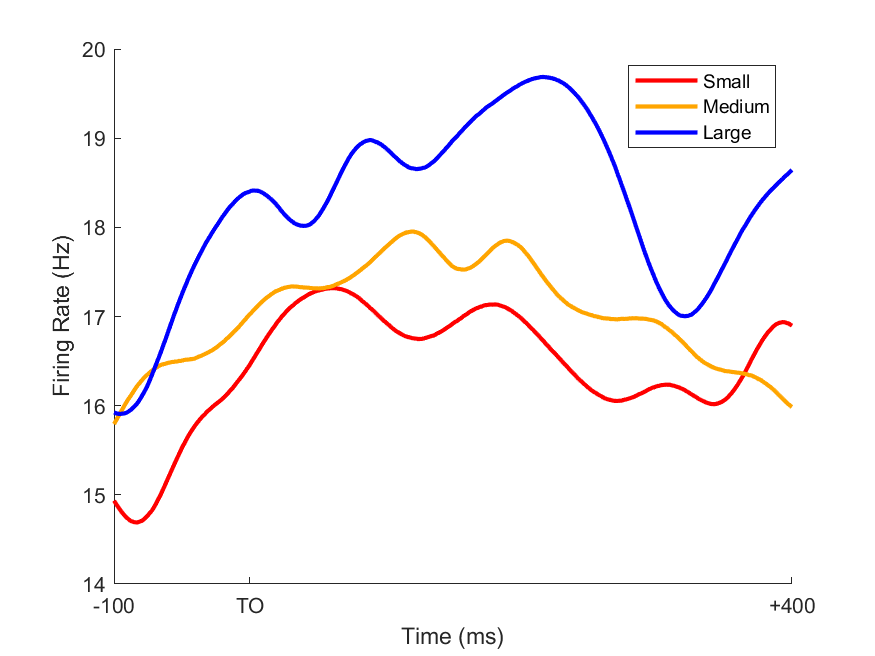 20
19
18
17
16
15
14
Firing Rate (Hz)
-100
TO
+400
Time (ms)
Small
Medium
Large